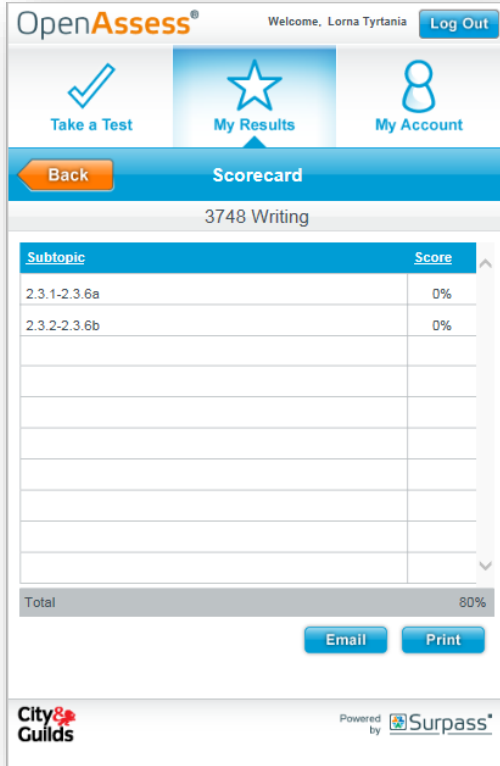 OpenAssess®
Welcome, Lorna Tyrtania
Log Out
Take a Test
My Results
My Account
Back
Scorecard
3748 Writing
Subtopic Score
2.3.1-2.3.6a 0%
2.3.2-2.3.6b 0%
Total 80%
Email
Print
City&
Guilds
Powered
by
Surpass